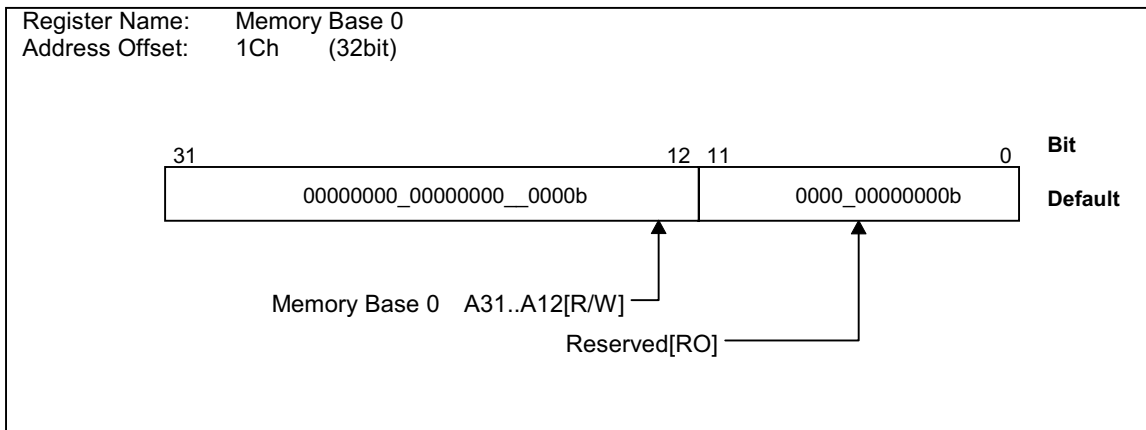 Register Name: Memory Base 0
Address Offset: 1Ch (32bit)
31 12 11 0 Bit
00000000_00000000__0000b 0000_00000000b Default
Memory Base 0 A31..A12[R/W]
Reserved[RO]